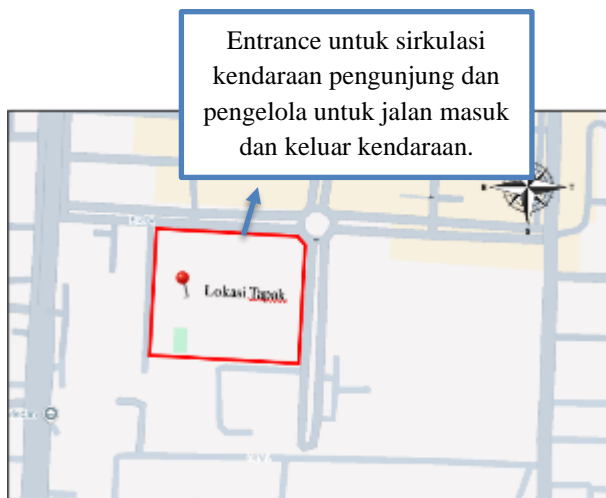 Entrance untuk sirkulasi
kendaraan pengunjung dan
pengelola untuk jalan masuk
dan keluar kendaraan.
Lokasi Tapak